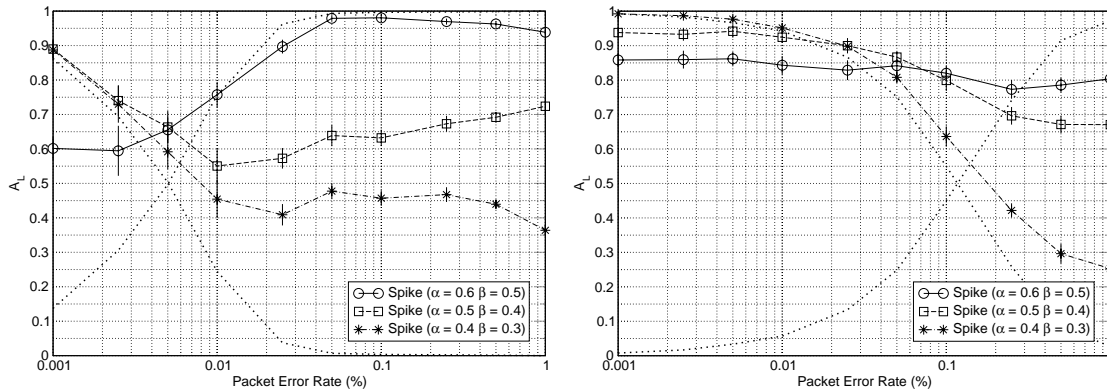 1
0.9
0.8
0.7
0.6
0.5
0.4
0.3
0.2
0.1
0
A_L
0.001
0.01
0.1
1
Packet Error Rate (%)
Spike (α = 0.6 β = 0.5)
Spike (α = 0.5 β = 0.4)
Spike (α = 0.4 β = 0.3)
1
0.9
0.8
0.7
0.6
0.5
0.4
0.3
0.2
0.1
0
A_L
0.001
0.01
0.1
Packet Error Rate (%)
Spike (α = 0.6 β = 0.5)
Spike (α = 0.5 β = 0.4)
Spike (α = 0.4 β = 0.3)